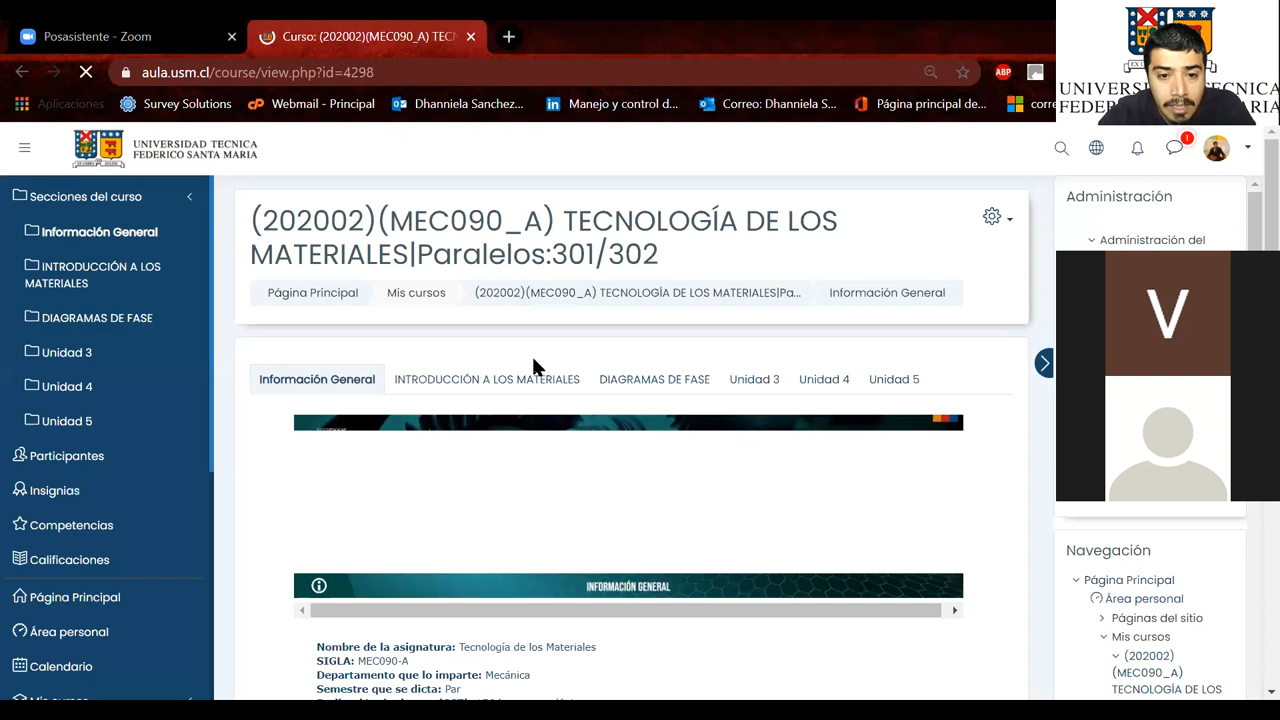 Posasistente - Zoom
Curso: (202002)(MEC090_A) TECN
aula.usm.cl/course/view.php?id=4298
ABP
Aplicaciones
Survey Solutions
Webmail - Principal
Dhanniela Sanchez...
Manejo y control d...
Correo: Dhanniela S...
Página principal de...
UNIVERSIDAD TECNICA
FEDERICO SANTA MARIA
1
Secciones del curso
Información General
INTRODUCCIÓN A LOS
MATERIALES
DIAGRAMAS DE FASE
Unidad 3
Unidad 4
Unidad 5
Participantes
Insignias
Competencias
Calificaciones
Página Principal
Área personal
Calendario
Mis cursos
(202002)(MEC090_A) TECNOLOGÍA DE LOS
MATERIALES|Paralelos:301/302
Página Principal
Mis cursos
(202002)(MEC090_A) TECNOLOGÍA DE LOS MATERIALES|Pa...
Información General
Información General
INTRODUCCIÓN A LOS MATERIALES
DIAGRAMAS DE FASE
Unidad 3
Unidad 4
Unidad 5
INFORMACIÓN GENERAL
Nombre de la asignatura: Tecnología de los Materiales
SIGLA: MEC090-A
Departamento que lo imparte: Mecánica
Semestre que se dicta: Par
Administración
Administración del
V
Navegación
Página Principal
Área personal
Páginas del sitio
Mis cursos
(202002)
(MEC090_A)
TECNOLOGÍA DE LOS